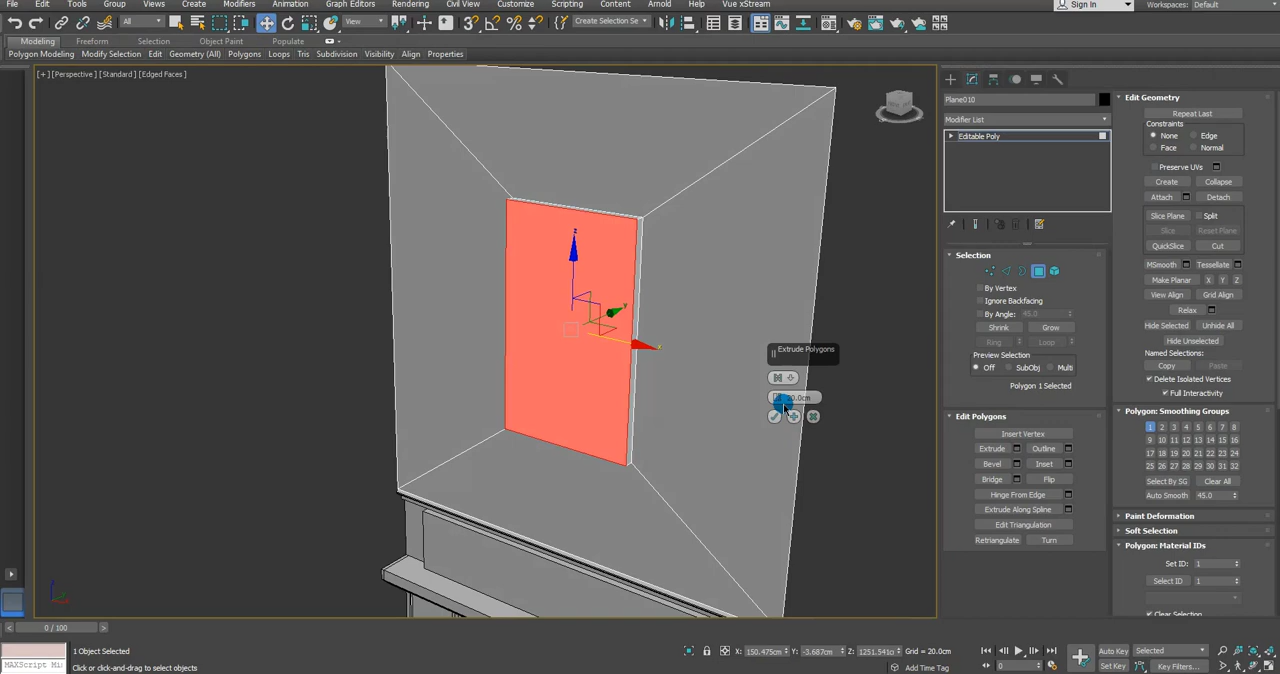 File Edit Tools Group Views Create Modifiers Animation Graph Editors Rendering Civil View Customize Scripting Content Arnold Help Vue xStream Sign In Workspaces: Default
All View Create Selection Se
Modeling Freeform Selection Object Paint Populate
Polygon Modeling Modify Selection Edit Geometry (All) Polygons Loops Tris Subdivision Visibility Align Properties
[+] [Perspective] [Standard] [Edged Faces]
z
y
x
Extrude Polygons
20.0cm
Plane010
Modifier List
Editable Poly
Selection
By Vertex
Ignore Backfacing
By Angle: 45.0
Shrink Grow
Ring Loop
Preview Selection
Off SubObj Multi
Polygon 1 Selected
Edit Polygons
Insert Vertex
Extrude Outline
Bevel Inset
Bridge Flip
Hinge From Edge
Extrude Along Spline
Edit Triangulation
Retriangulate Turn
Edit Geometry
Repeat Last
Constraints
None Edge
Face Normal
Preserve UVs
Create Collapse
Attach Detach
Slice Plane Split
Slice Reset Plane
QuickSlice Cut
MSmooth Tessellate
Make Planar X Y Z
View Align Grid Align
Relax
Hide Selected Unhide All
Hide Unselected
Named Selections:
Copy Paste
Delete Isolated Vertices
Full Interactivity
Polygon: Smoothing Groups
1 2 3 4 5 6 7 8
9 10 11 12 13 14 15 16
17 18 19 20 21 22 23 24
25 26 27 28 29 30 31 32
Select By SG Clear All
Auto Smooth 45.0
Paint Deformation
Soft Selection
Polygon: Material IDs
Set ID: 1
Select ID 1
Clear Selection
0 / 100
MAXScript Mi
1 Object Selected
Click or click-and-drag to select objects
X: 150.475cm Y: -3.687cm Z: 1251.541c Grid = 20.0cm
Add Time Tag
0
Auto Key Selected
Set Key Key Filters...